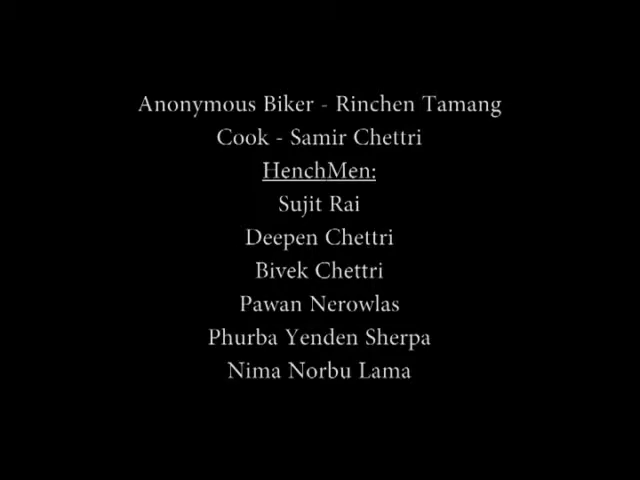 Anonymous Biker - Rinchen Tamang
Cook - Samir Chettri
HenchMen:
Sujit Rai
Deepen Chettri
Bivek Chettri
Pawan Nerowlas
Phurba Yenden Sherpa
Nima Norbu Lama